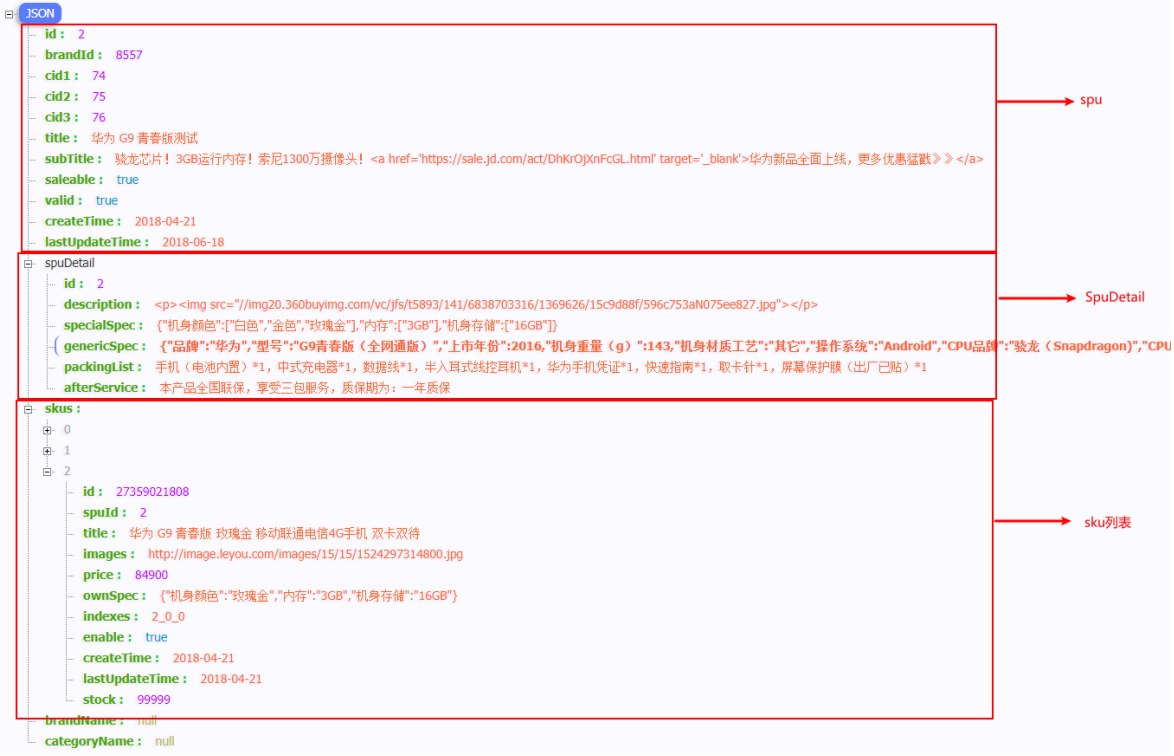 JSON
id : 2
brandId : 8557
cid1 : 74
cid2 : 75
cid3 : 76
spu
title : 华为 G9 青春版测试
subTitle : 骁龙芯片！3GB运行内存！索尼1300万摄像头！<a href='https://sale.jd.com/act/DhKrOjXnFcGL.html' target='_blank'>华为新品全面上线，更多优惠猛戳》》</a>
saleable : true
valid : true
createTime : 2018-04-21
lastUpdateTime : 2018-06-18
spuDetail
id : 2
SpuDetail
description : <p><img src="//img20.360buyimg.com/vc/jfs/t5893/141/6838703316/1369626/15c9d88f/596c753aN075ee827.jpg"></p>
specialSpec : {"机身颜色":["白色","金色","玫瑰金"],"内存":["3GB"],"机身存储":["16GB"]}
genericSpec : {"品牌":"华为","型号":"G9青春版（全网通版）","上市年份":2016,"机身重量（g）":143,"机身材质工艺":"其它","操作系统":"Android","CPU品牌":"骁龙（Snapdragon)","CPU
packingList : 手机（电池内置）*1，中式充电器*1，数据线*1，半入耳式线控耳机*1，华为手机凭证*1，快速指南*1，取卡针*1，屏幕保护膜（出厂已贴）*1
afterService : 本产品全国联保，享受三包服务，质保期为：一年质保
skus :
0
1
2
id : 27359021808
spuId : 2
sku列表
title : 华为 G9 青春版 玫瑰金 移动联通电信4G手机 双卡双待
images : http://image.leyou.com/images/15/15/1524297314800.jpg
price : 84900
ownSpec : {"机身颜色":"玫瑰金","内存":"3GB","机身存储":"16GB"}
indexes : 2_0_0
enable : true
createTime : 2018-04-21
lastUpdateTime : 2018-04-21
stock : 99999
brandName : null
categoryName : null